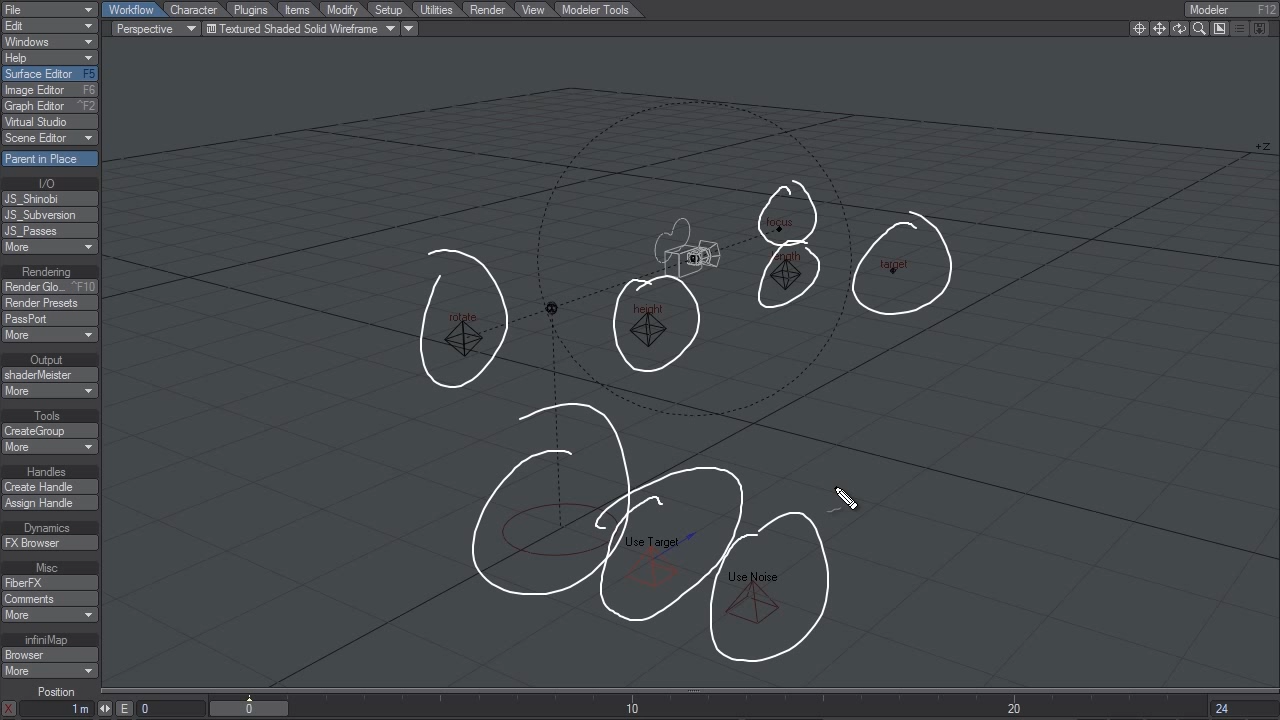 File
Workflow Character Plugins Items Modify Setup Utilities Render View Modeler Tools
Modeler F12
Edit
Perspective Textured Shaded Solid Wireframe
Windows
Help
Surface Editor F5
Image Editor F6
Graph Editor ^F2
Virtual Studio
Scene Editor
Parent in Place
I/O
JS_Shinobi
JS_Subversion
JS_Passes
More
Rendering
Render Glo... ^F10
Render Presets
PassPort
More
Output
shaderMeister
More
Tools
CreateGroup
More
Handles
Create Handle
Assign Handle
Dynamics
FX Browser
Misc
FiberFX
Comments
More
infiniMap
Browser
More
Position
X 1 m E 0
+Z
focus
target
rotate
height
Use Target
Use Noise
0 10 20 24